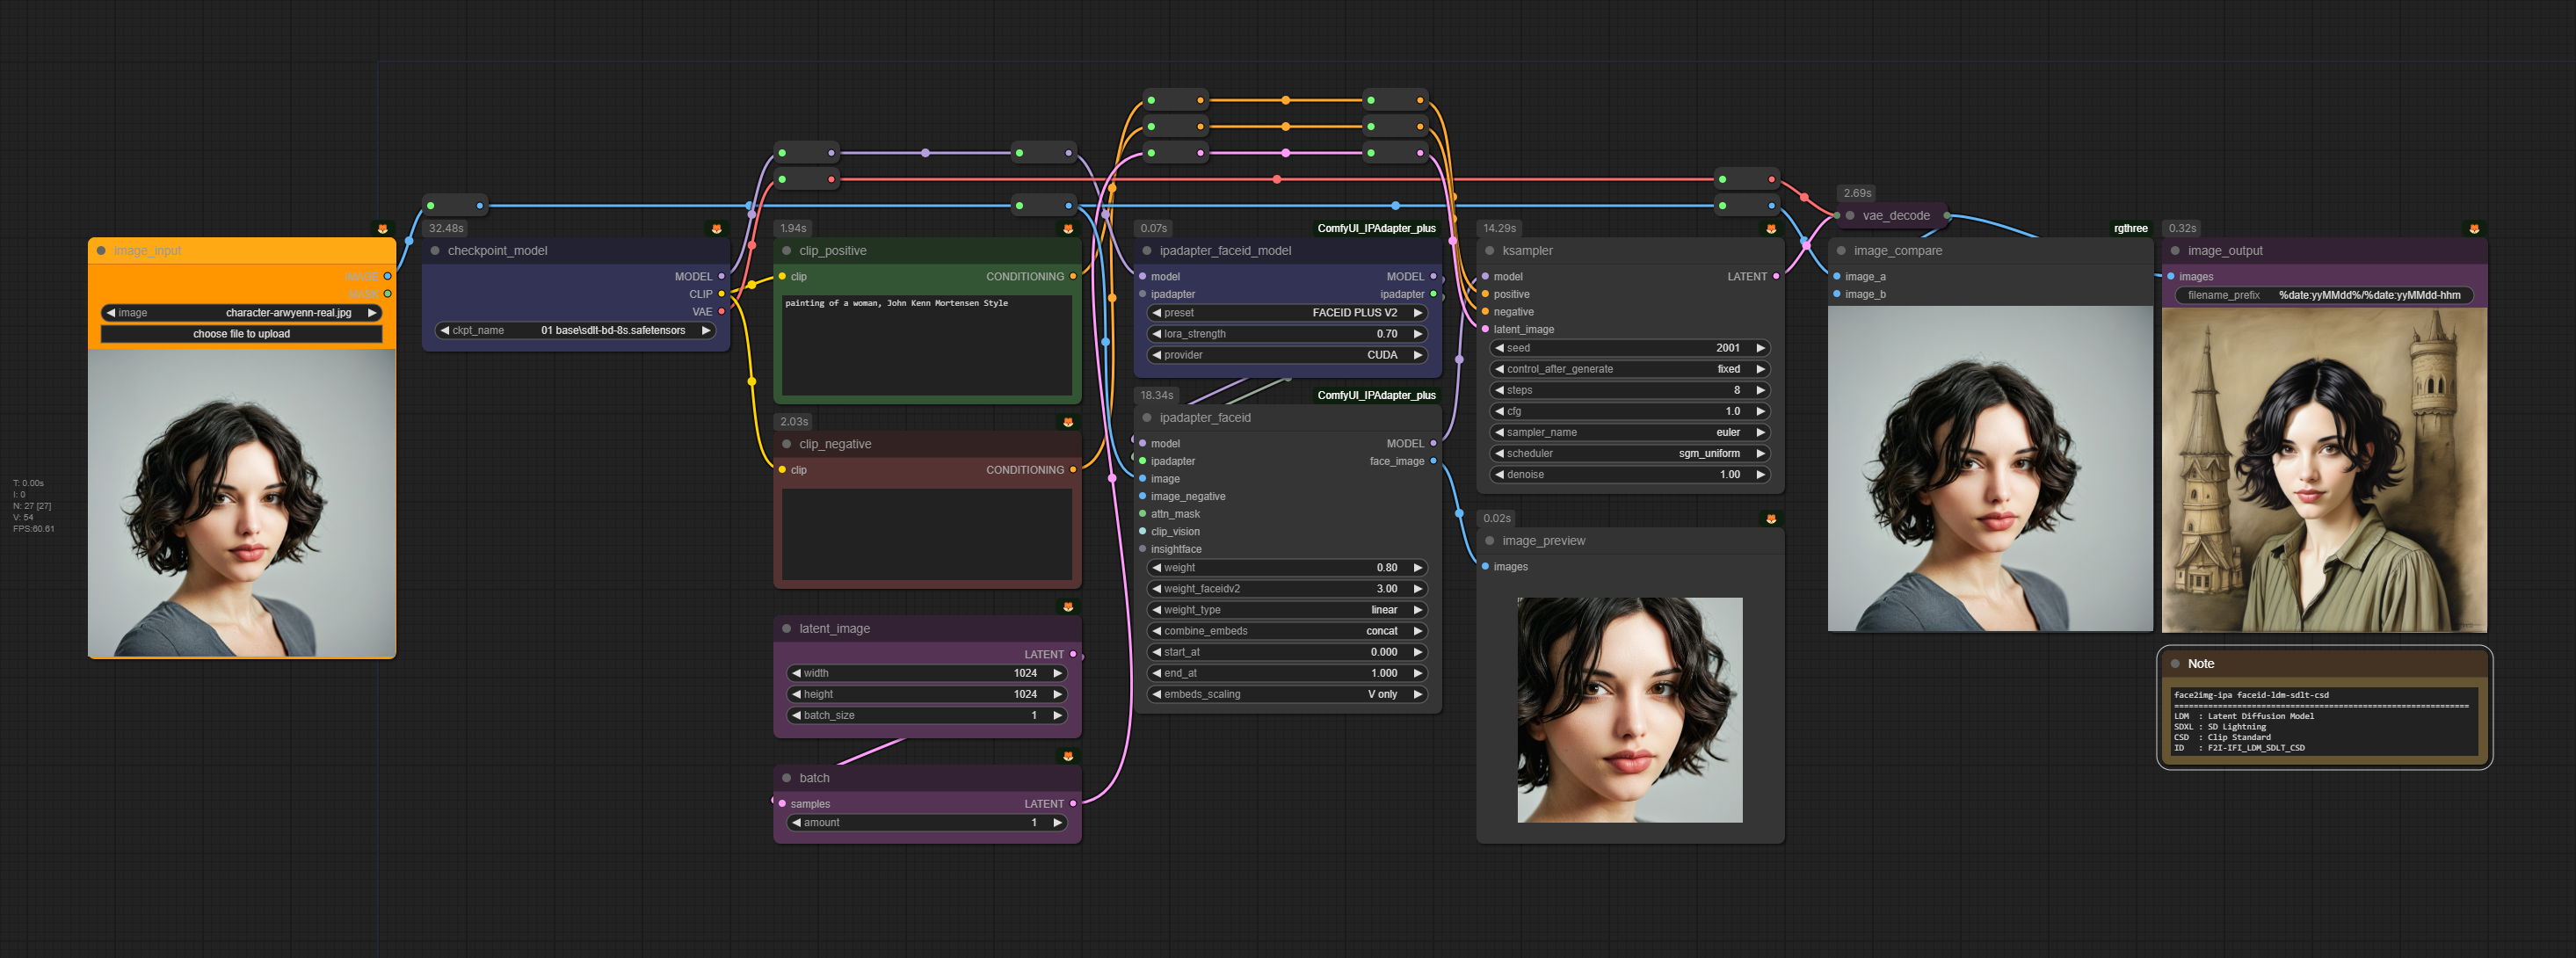 T: 0.00s
I: 0
N: 27 [27]
V: 54
FPS:60.61
image_input
IMAGE
MASK
image character-arwyenn-real.jpg
choose file to upload
32.48s
checkpoint_model
MODEL
CLIP
VAE
ckpt_name 01 base\sdlt-bd-8s.safetensors
1.94s
clip_positive
clip CONDITIONING
painting of a woman, John Kenn Mortensen Style
2.03s
clip_negative
clip CONDITIONING
latent_image
LATENT
width 1024
height 1024
batch_size 1
batch
samples LATENT
amount 1
0.07s ComfyUI_IPAdapter_plus
ipadapter_faceid_model
model MODEL
ipadapter ipadapter
preset FACEID PLUS V2
lora_strength 0.70
provider CUDA
18.34s ComfyUI_IPAdapter_plus
ipadapter_faceid
model MODEL
ipadapter face_image
image
image_negative
attn_mask
clip_vision
insightface
weight 0.80
weight_faceidv2 3.00
weight_type linear
combine_embeds concat
start_at 0.000
end_at 1.000
embeds_scaling V only
14.29s
ksampler
model LATENT
positive
negative
latent_image
seed 2001
control_after_generate fixed
steps 8
cfg 1.0
sampler_name euler
scheduler sgm_uniform
denoise 1.00
0.02s
image_preview
images
2.69s
vae_decode
rgthree
image_compare
image_a
image_b
0.32s
image_output
images
filename_prefix %date:yyMMdd%/%date:yyMMdd-hhm
Note
face2img-ipa faceid-ldm-sdlt-csd
=============================================================
LDM : Latent Diffusion Model
SDXL : SD Lightning
CSD : Clip Standard
ID : F2I-IFI_LDM_SDLT_CSD